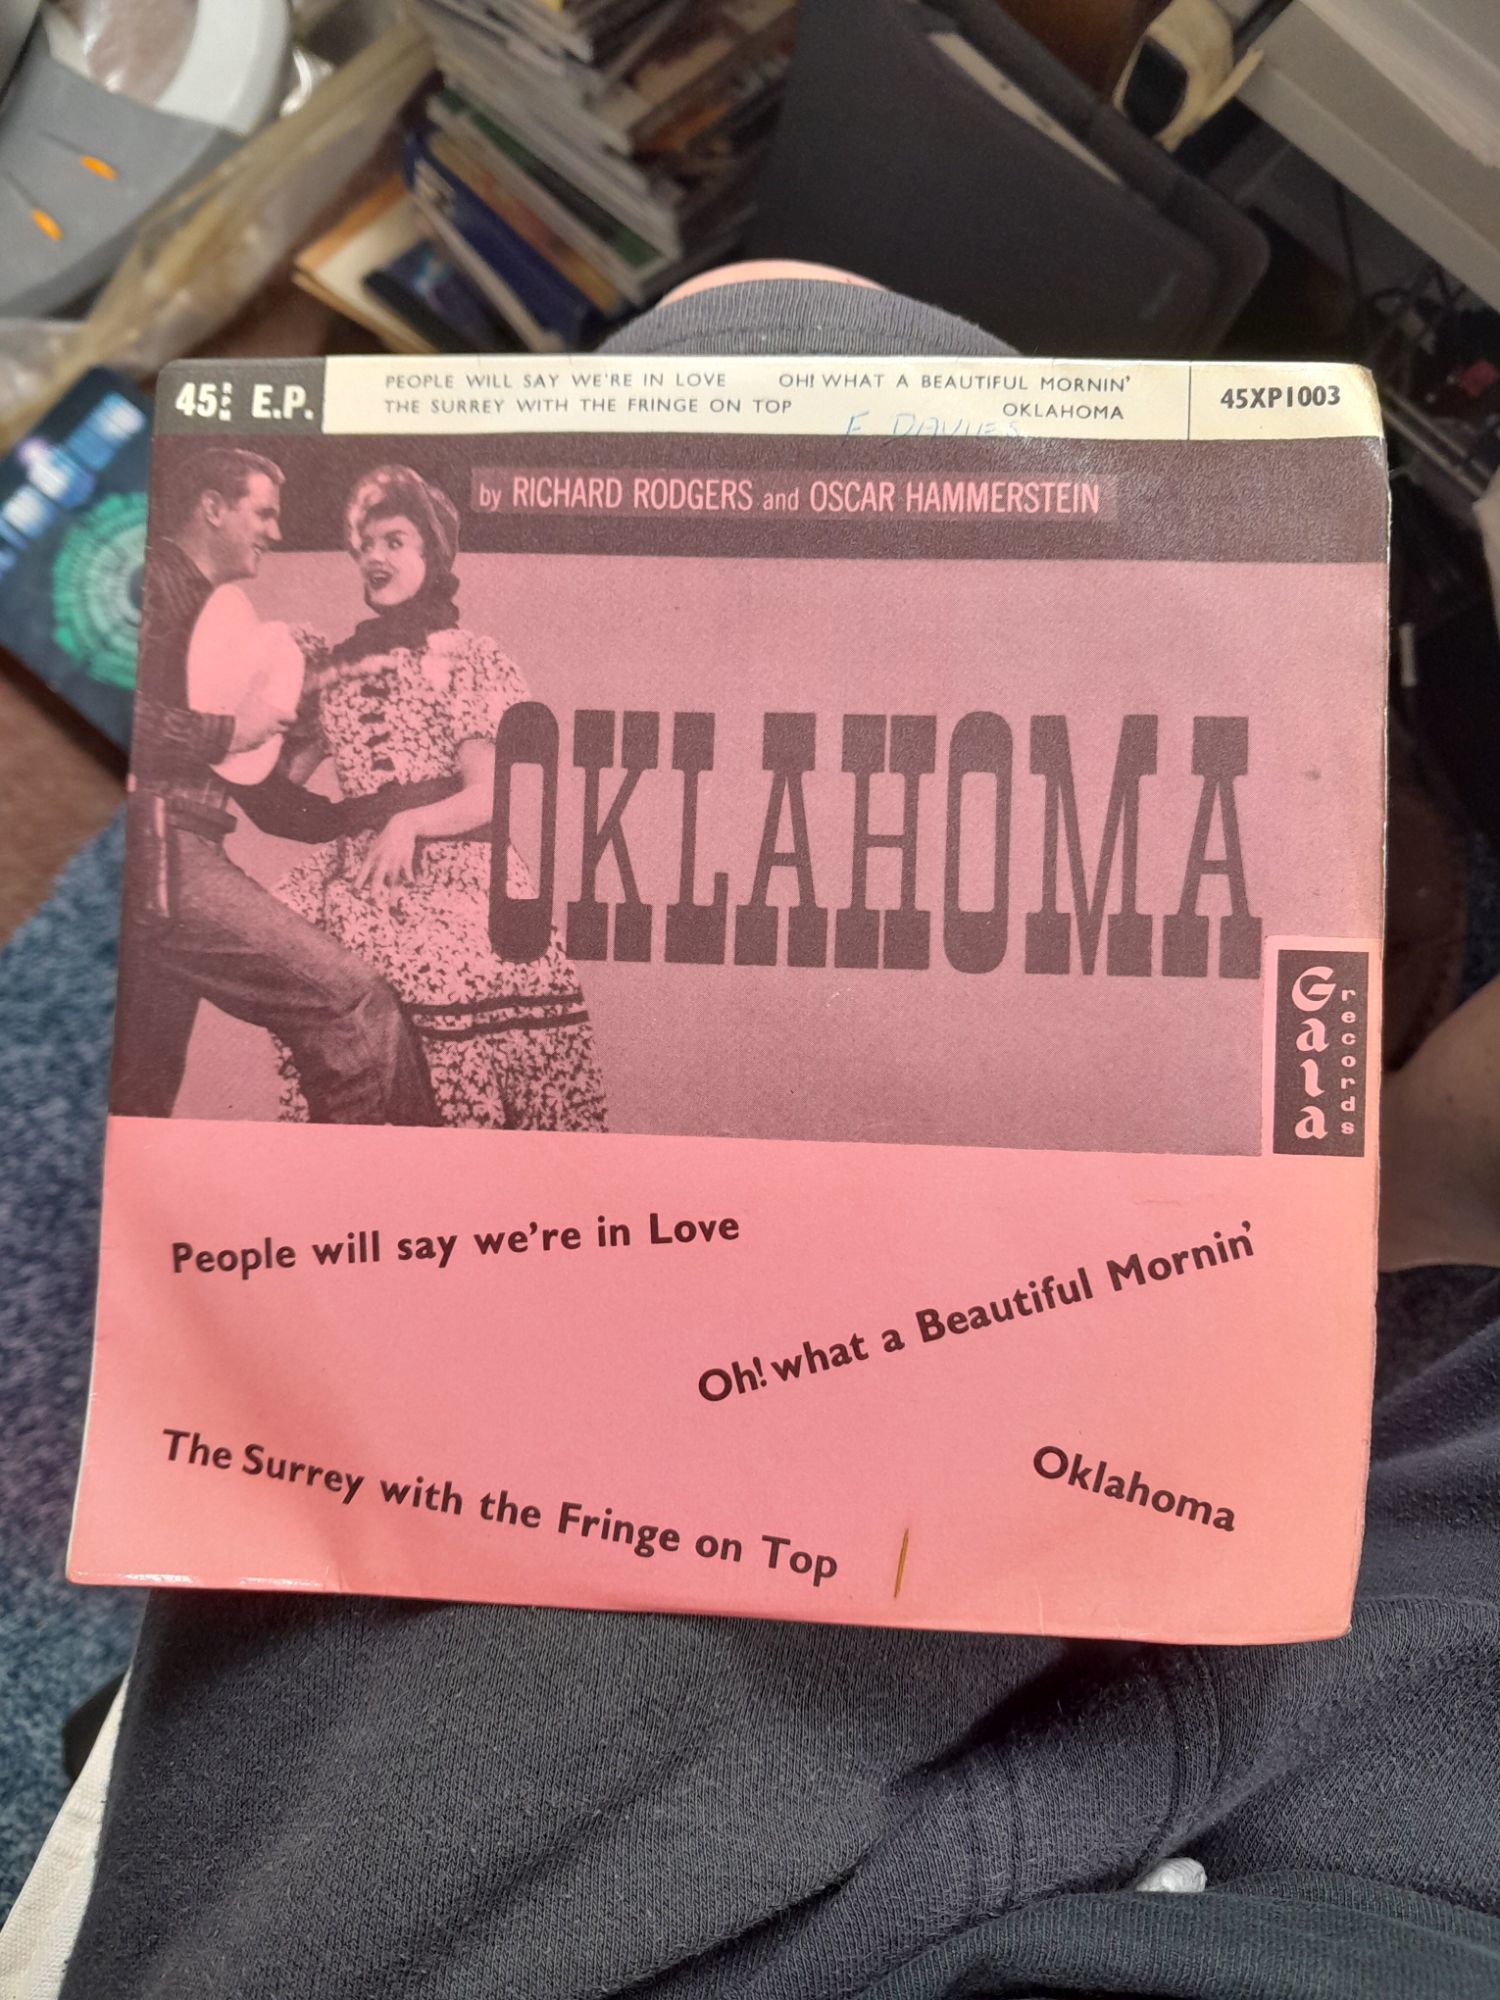 45: E.P.
PEOPLE WILL SAY WE'RE IN LOVE OH! WHAT A BEAUTIFUL MORNIN'
THE SURREY WITH THE FRINGE ON TOP OKLAHOMA
45XP1003
E DAVIES
by RICHARD RODGERS and OSCAR HAMMERSTEIN
OKLAHOMA
Gala
records
People will say we're in Love
Oh! what a Beautiful Mornin'
The Surrey with the Fringe on Top
Oklahoma